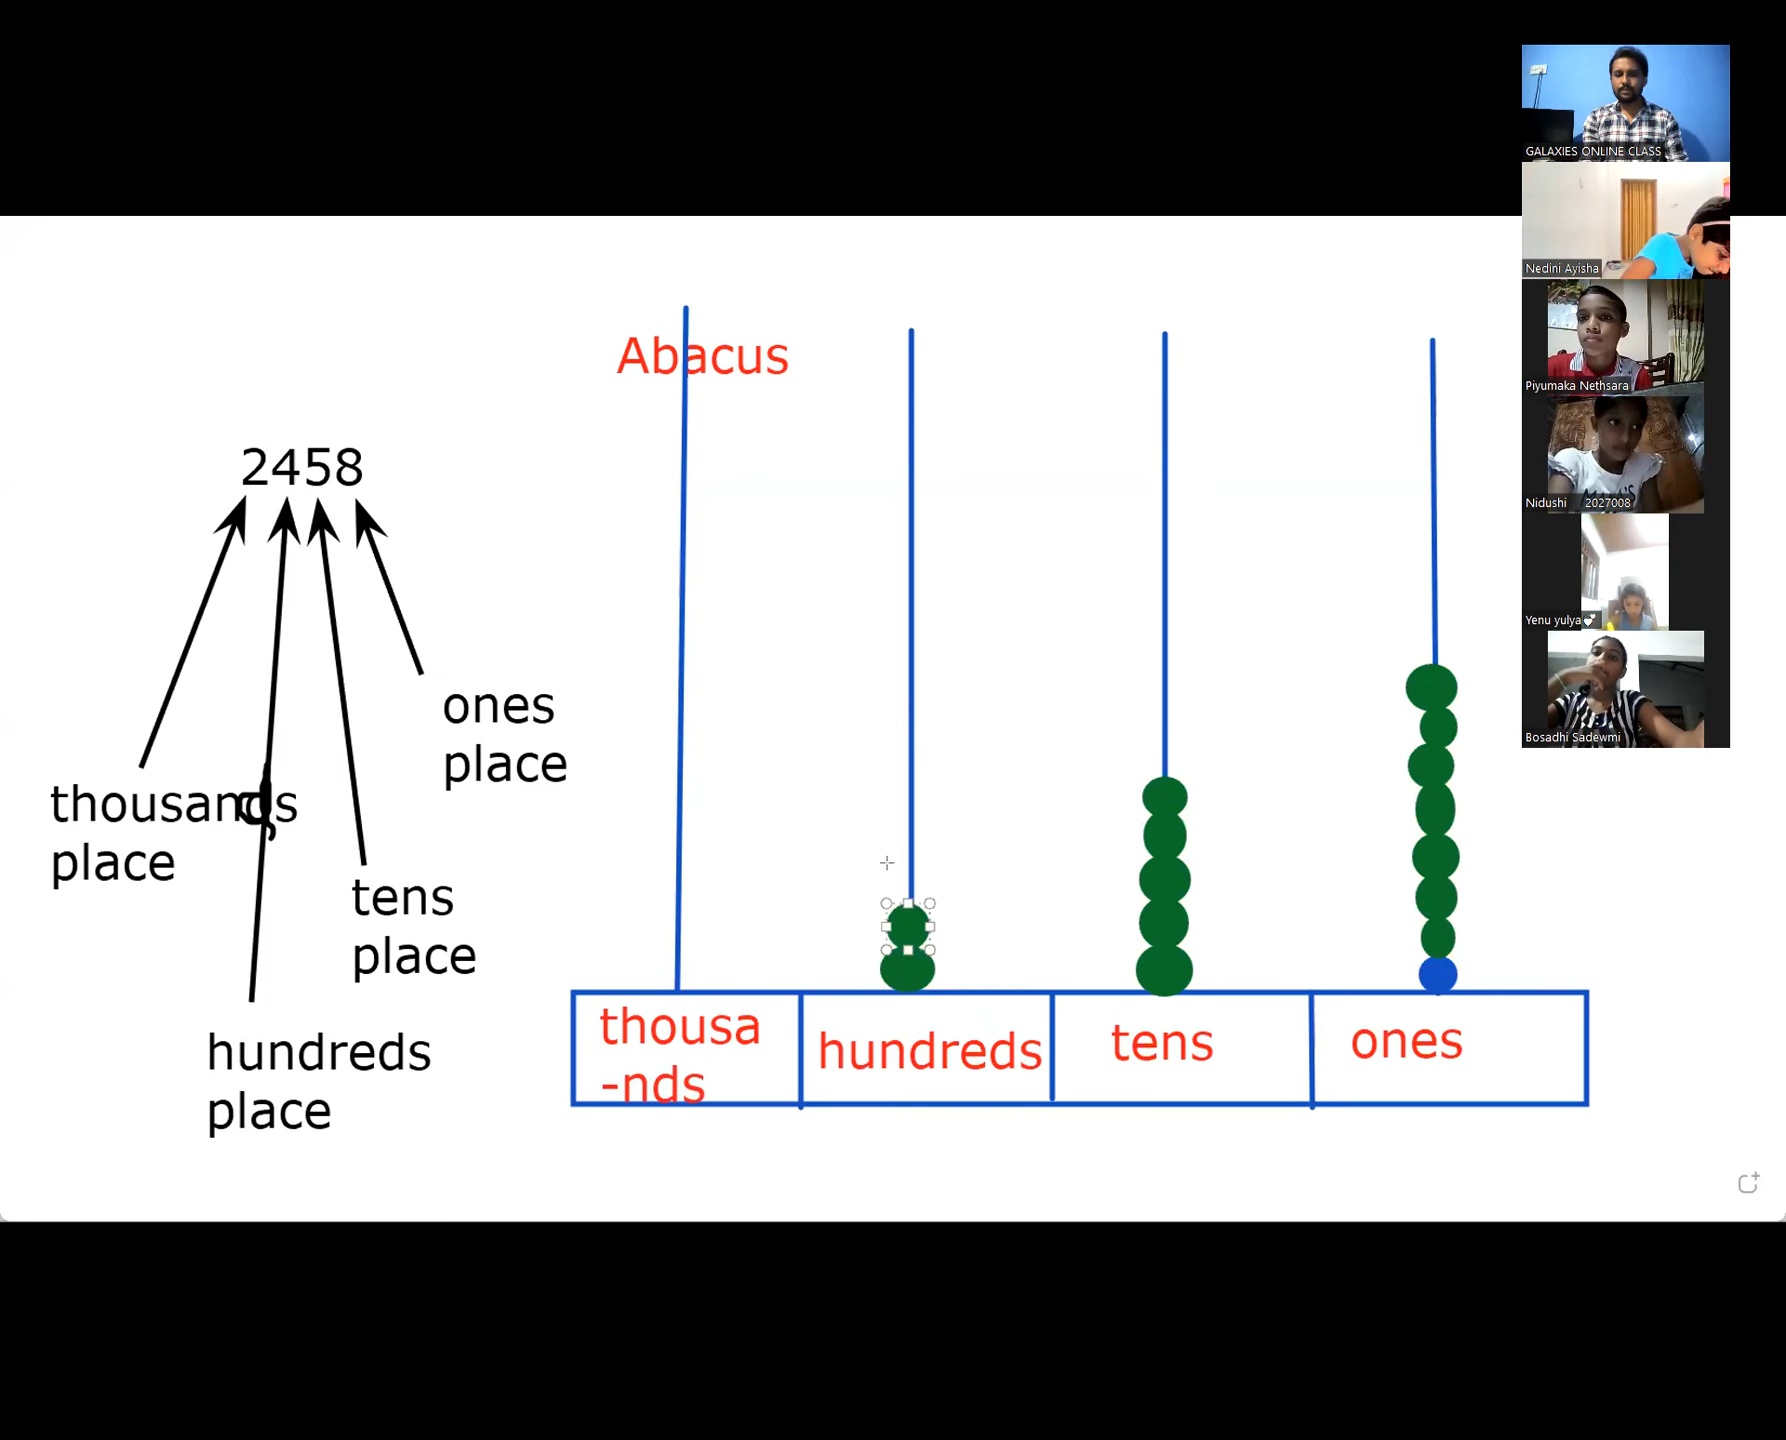 GALAXIES ONLINE CLASS
Nedini Ayisha
Piyumaka Nethsara
Nidushi 2027008
Yenu yulya💕
Bosadhi Sadewmi
Abacus
2458
ones
place
thousands
place
tens
place
hundreds
place
thousa
-nds
hundreds
tens
ones